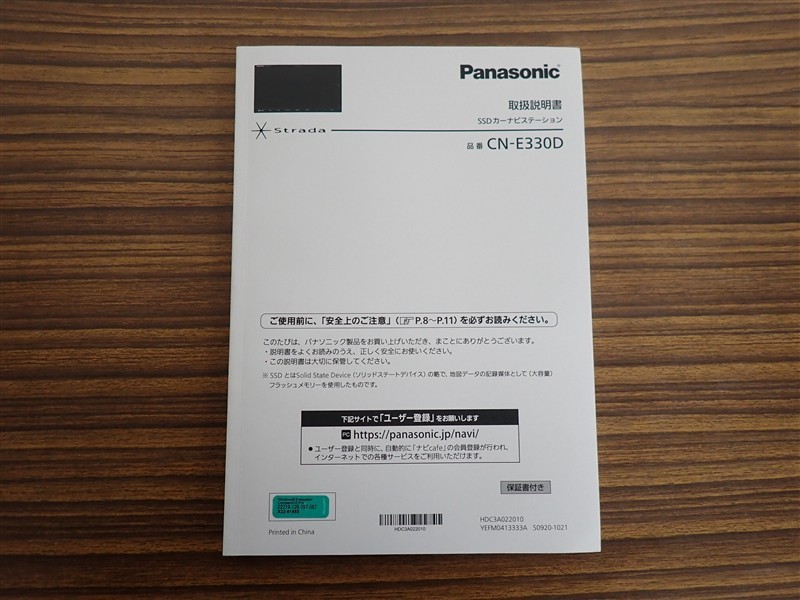 Panasonic
取扱説明書
SSDカーナビステーション
Strada
品番 CN-E330D
ご使用前に、「安全上のご注意」(☞P.8〜P.11)を必ずお読みください。
このたびは、パナソニック製品をお買い上げいただき、まことにありがとうございます。
・説明書をよくお読みのうえ、正しく安全にお使いください。
・この説明書は大切に保管してください。
※ SSD とはSolid State Device(ソリッドステートデバイス)の略で、地図データの記録媒体として(大容量)
フラッシュメモリーを使用したものです。
下記サイトで「ユーザー登録」をお願いします
PC https://panasonic.jp/navi/
● ユーザー登録と同時に、自動的に「ナビcafe」の会員登録が行われ、
インターネットでの各種サービスをご利用いただけます。
保証書付き
Printed in China
HDC3A022010
HDC3A022010
YEFM0413333A S0920-1021